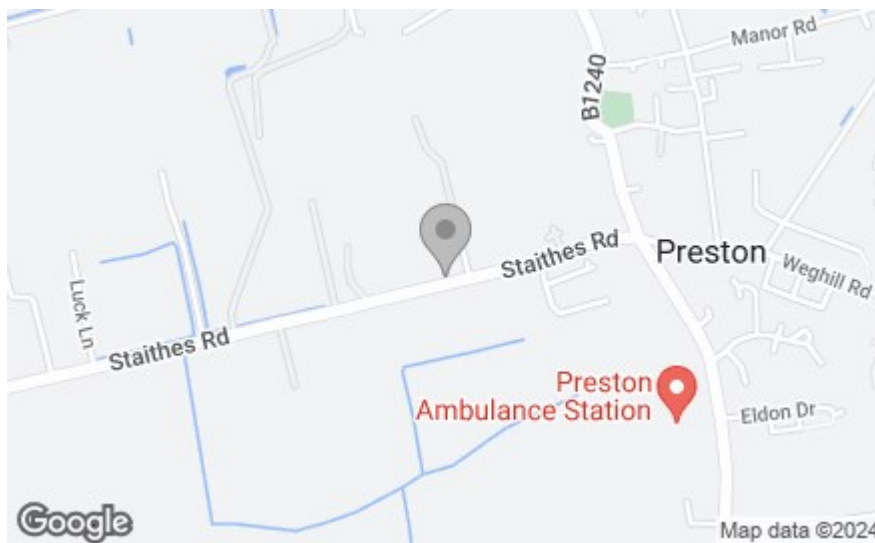 Manor Rd
B1240
Staithes Rd
Preston
Weghill Rd
Luck Ln
Staithes Rd
Preston
Ambulance Station
Eldon Dr
Google
Map data ©2024